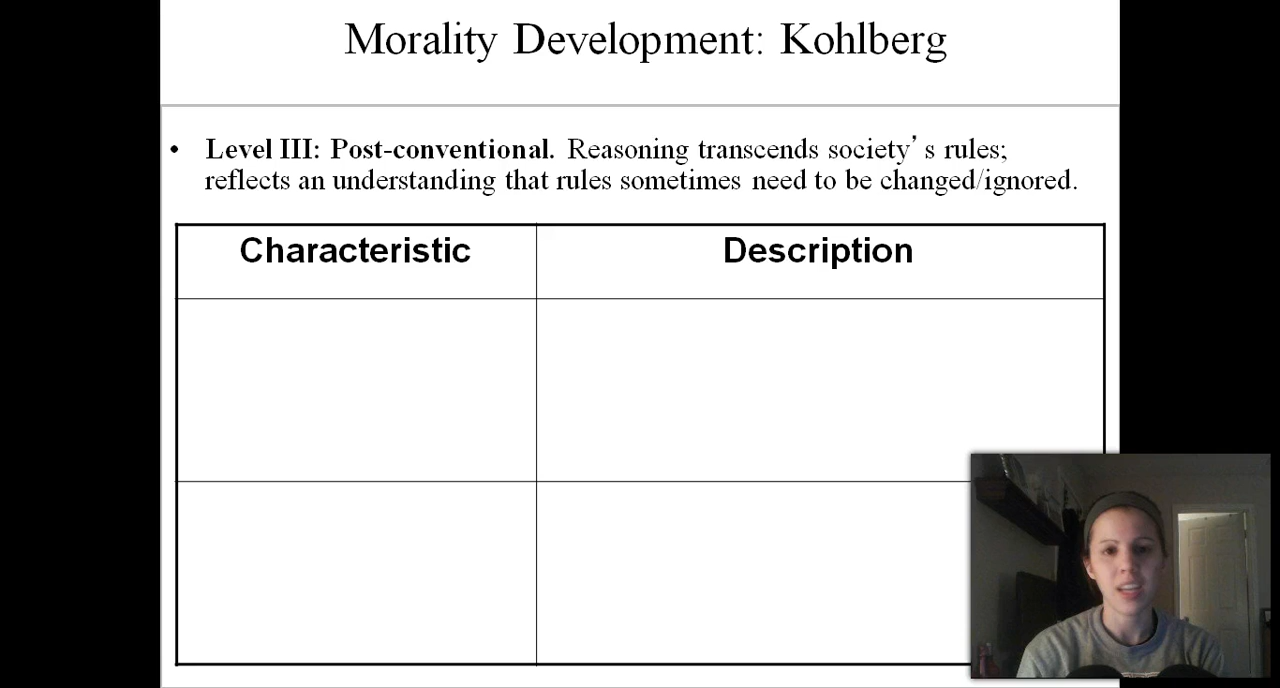 Morality Development: Kohlberg
• Level III: Post-conventional. Reasoning transcends society’ s rules;
reflects an understanding that rules sometimes need to be changed/ignored.
Characteristic Description